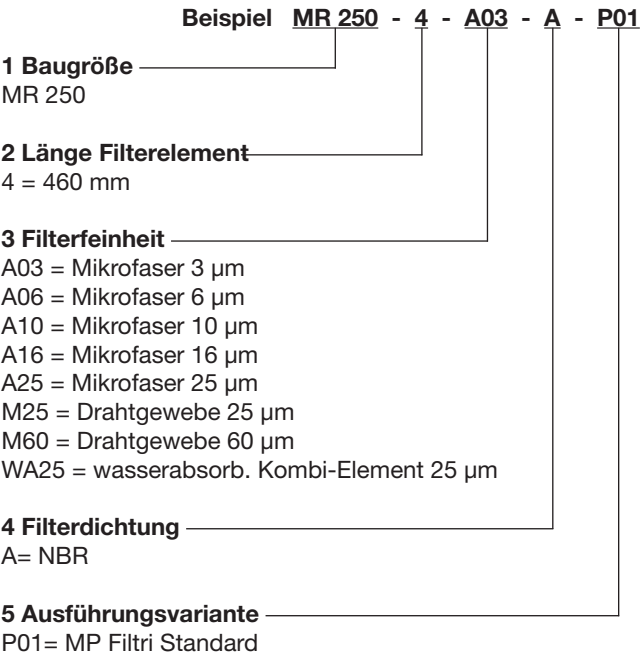 Beispiel MR 250 - 4 - A03 - A - P01
1 Baugröße
MR 250
2 Länge Filterelement
4 = 460 mm
3 Filterfeinheit
A03 = Mikrofaser 3 µm
A06 = Mikrofaser 6 µm
A10 = Mikrofaser 10 µm
A16 = Mikrofaser 16 µm
A25 = Mikrofaser 25 µm
M25 = Drahtgewebe 25 µm
M60 = Drahtgewebe 60 µm
WA25 = wasserabsorb. Kombi-Element 25 µm
4 Filterdichtung
A= NBR
5 Ausführungsvariante
P01= MP Filtri Standard